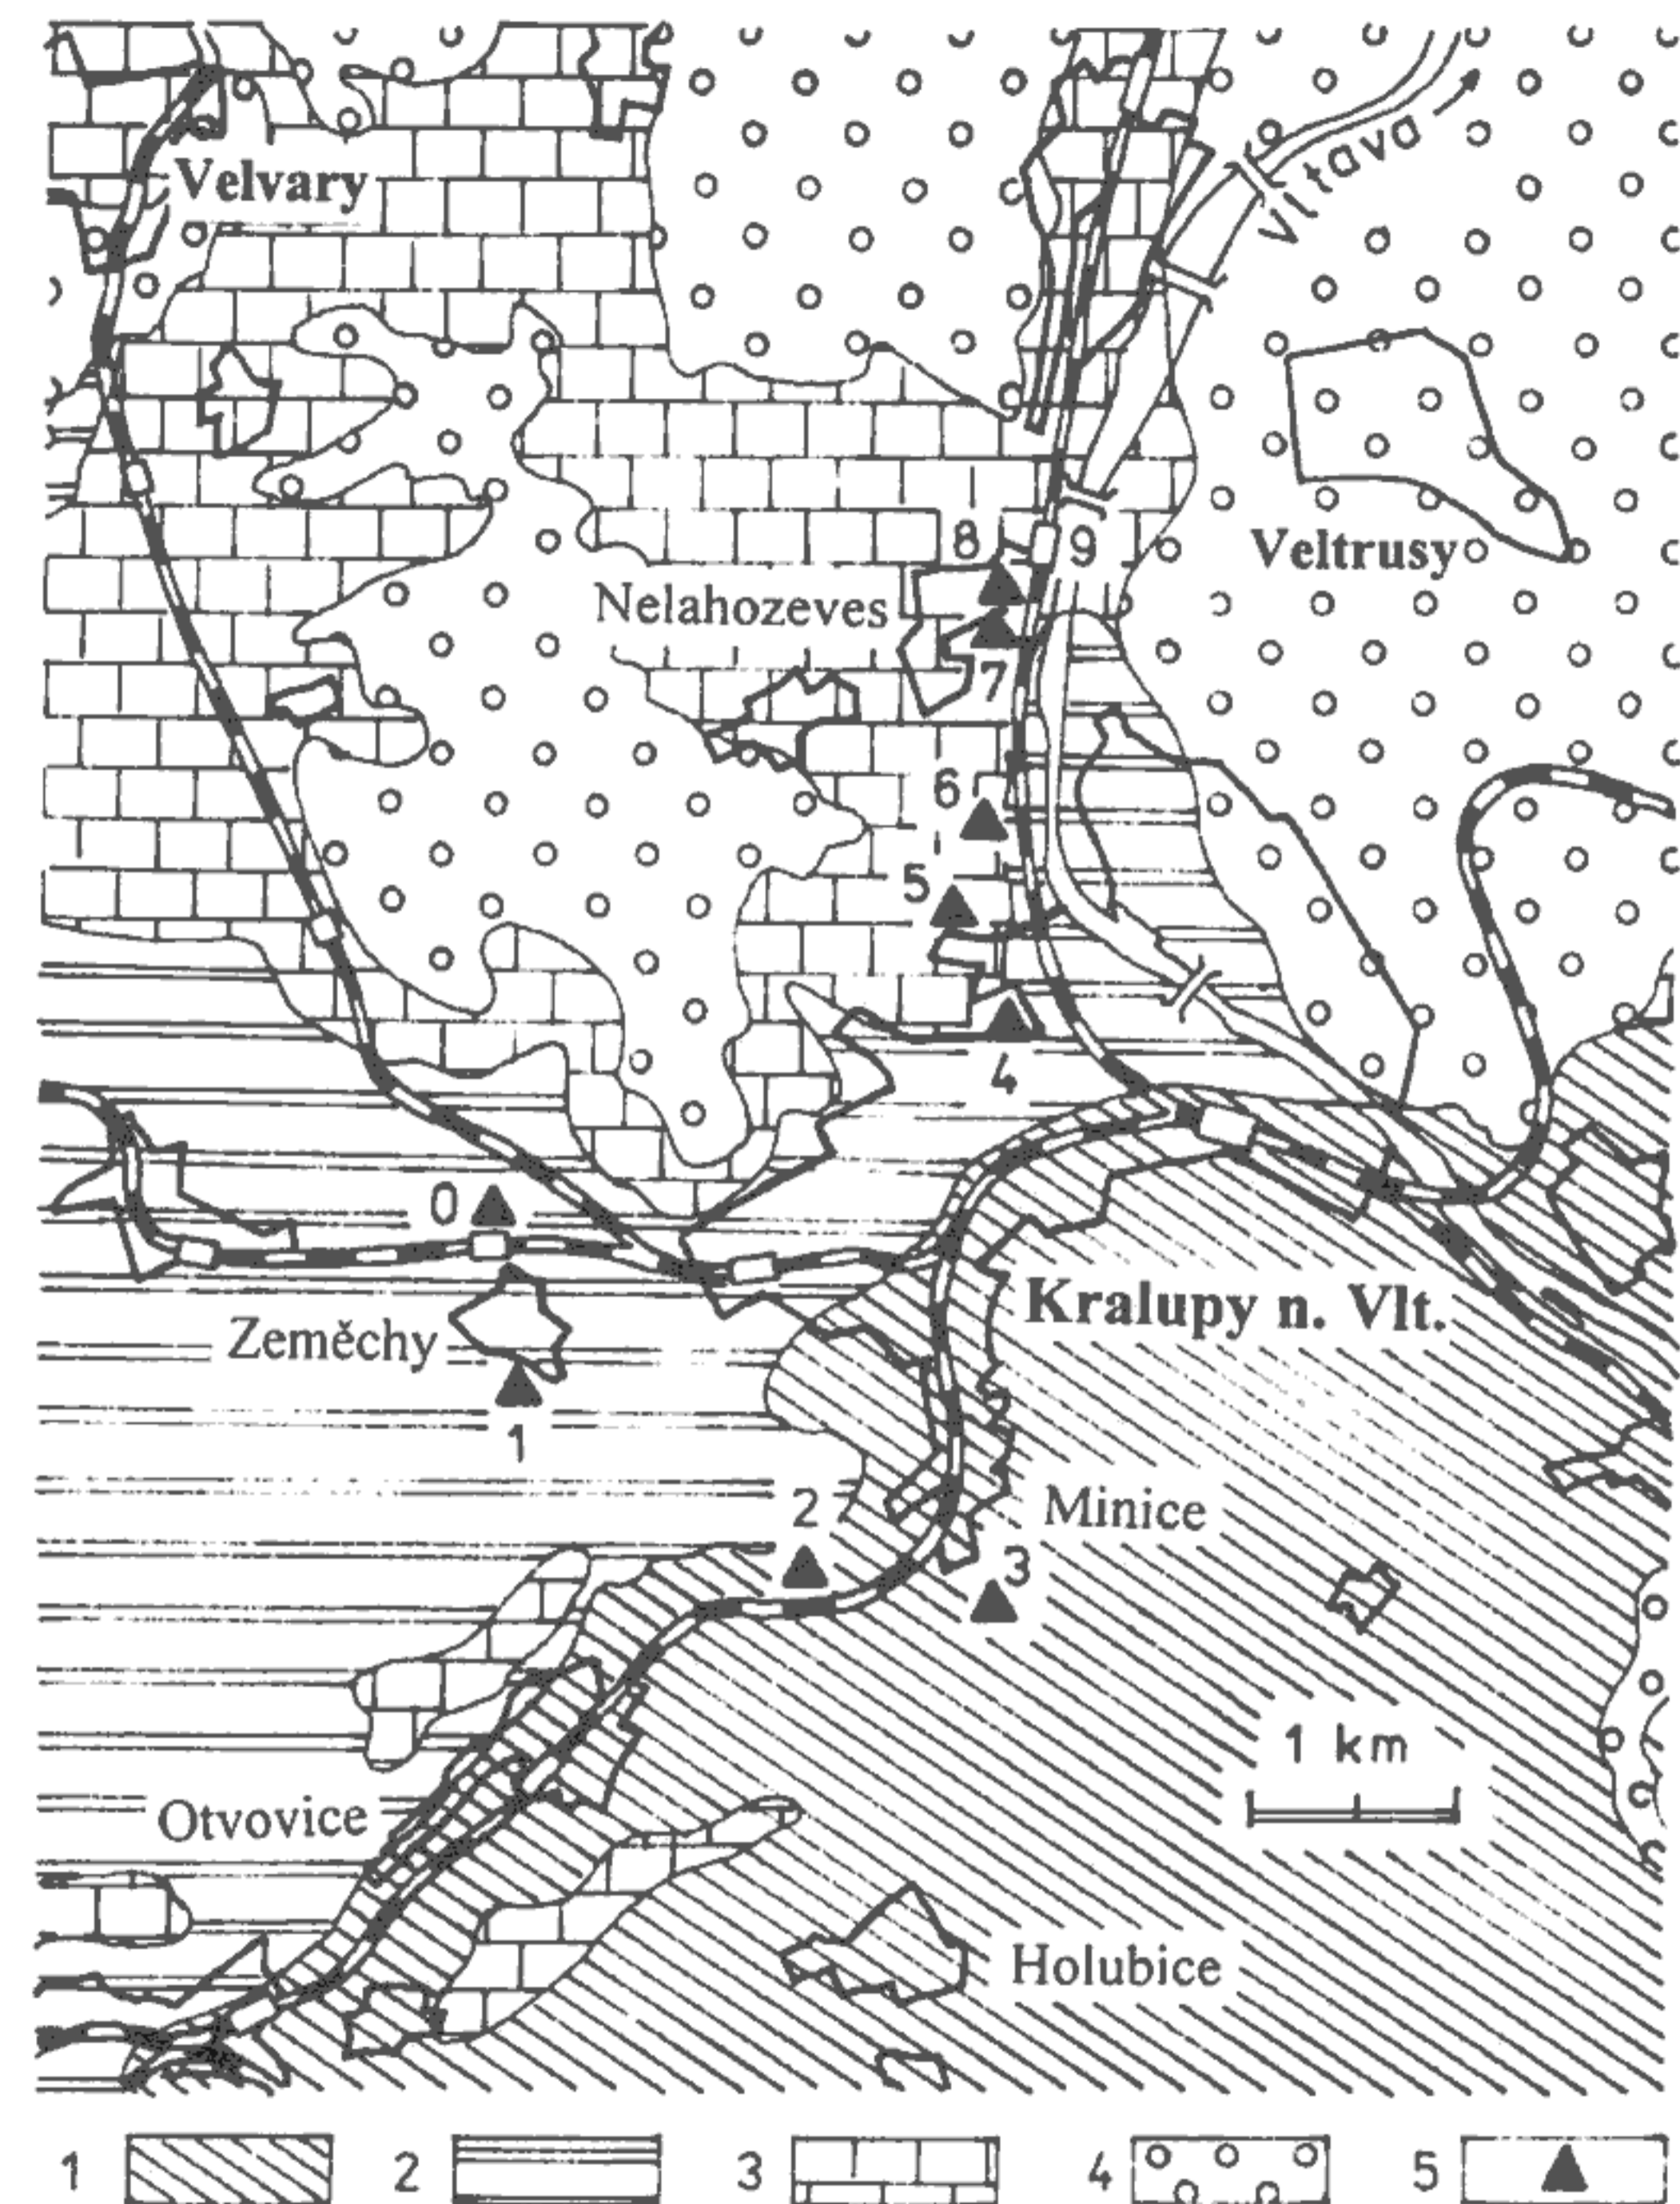 Velvary
Vltava
8
9
Veltrusy
Nelahozeves
7
6
5
4
0
Kralupy n. Vlt.
Zeměchy
1
2
Minice
3
1 km
Otvovice
Holubice
1
2
3
4
5